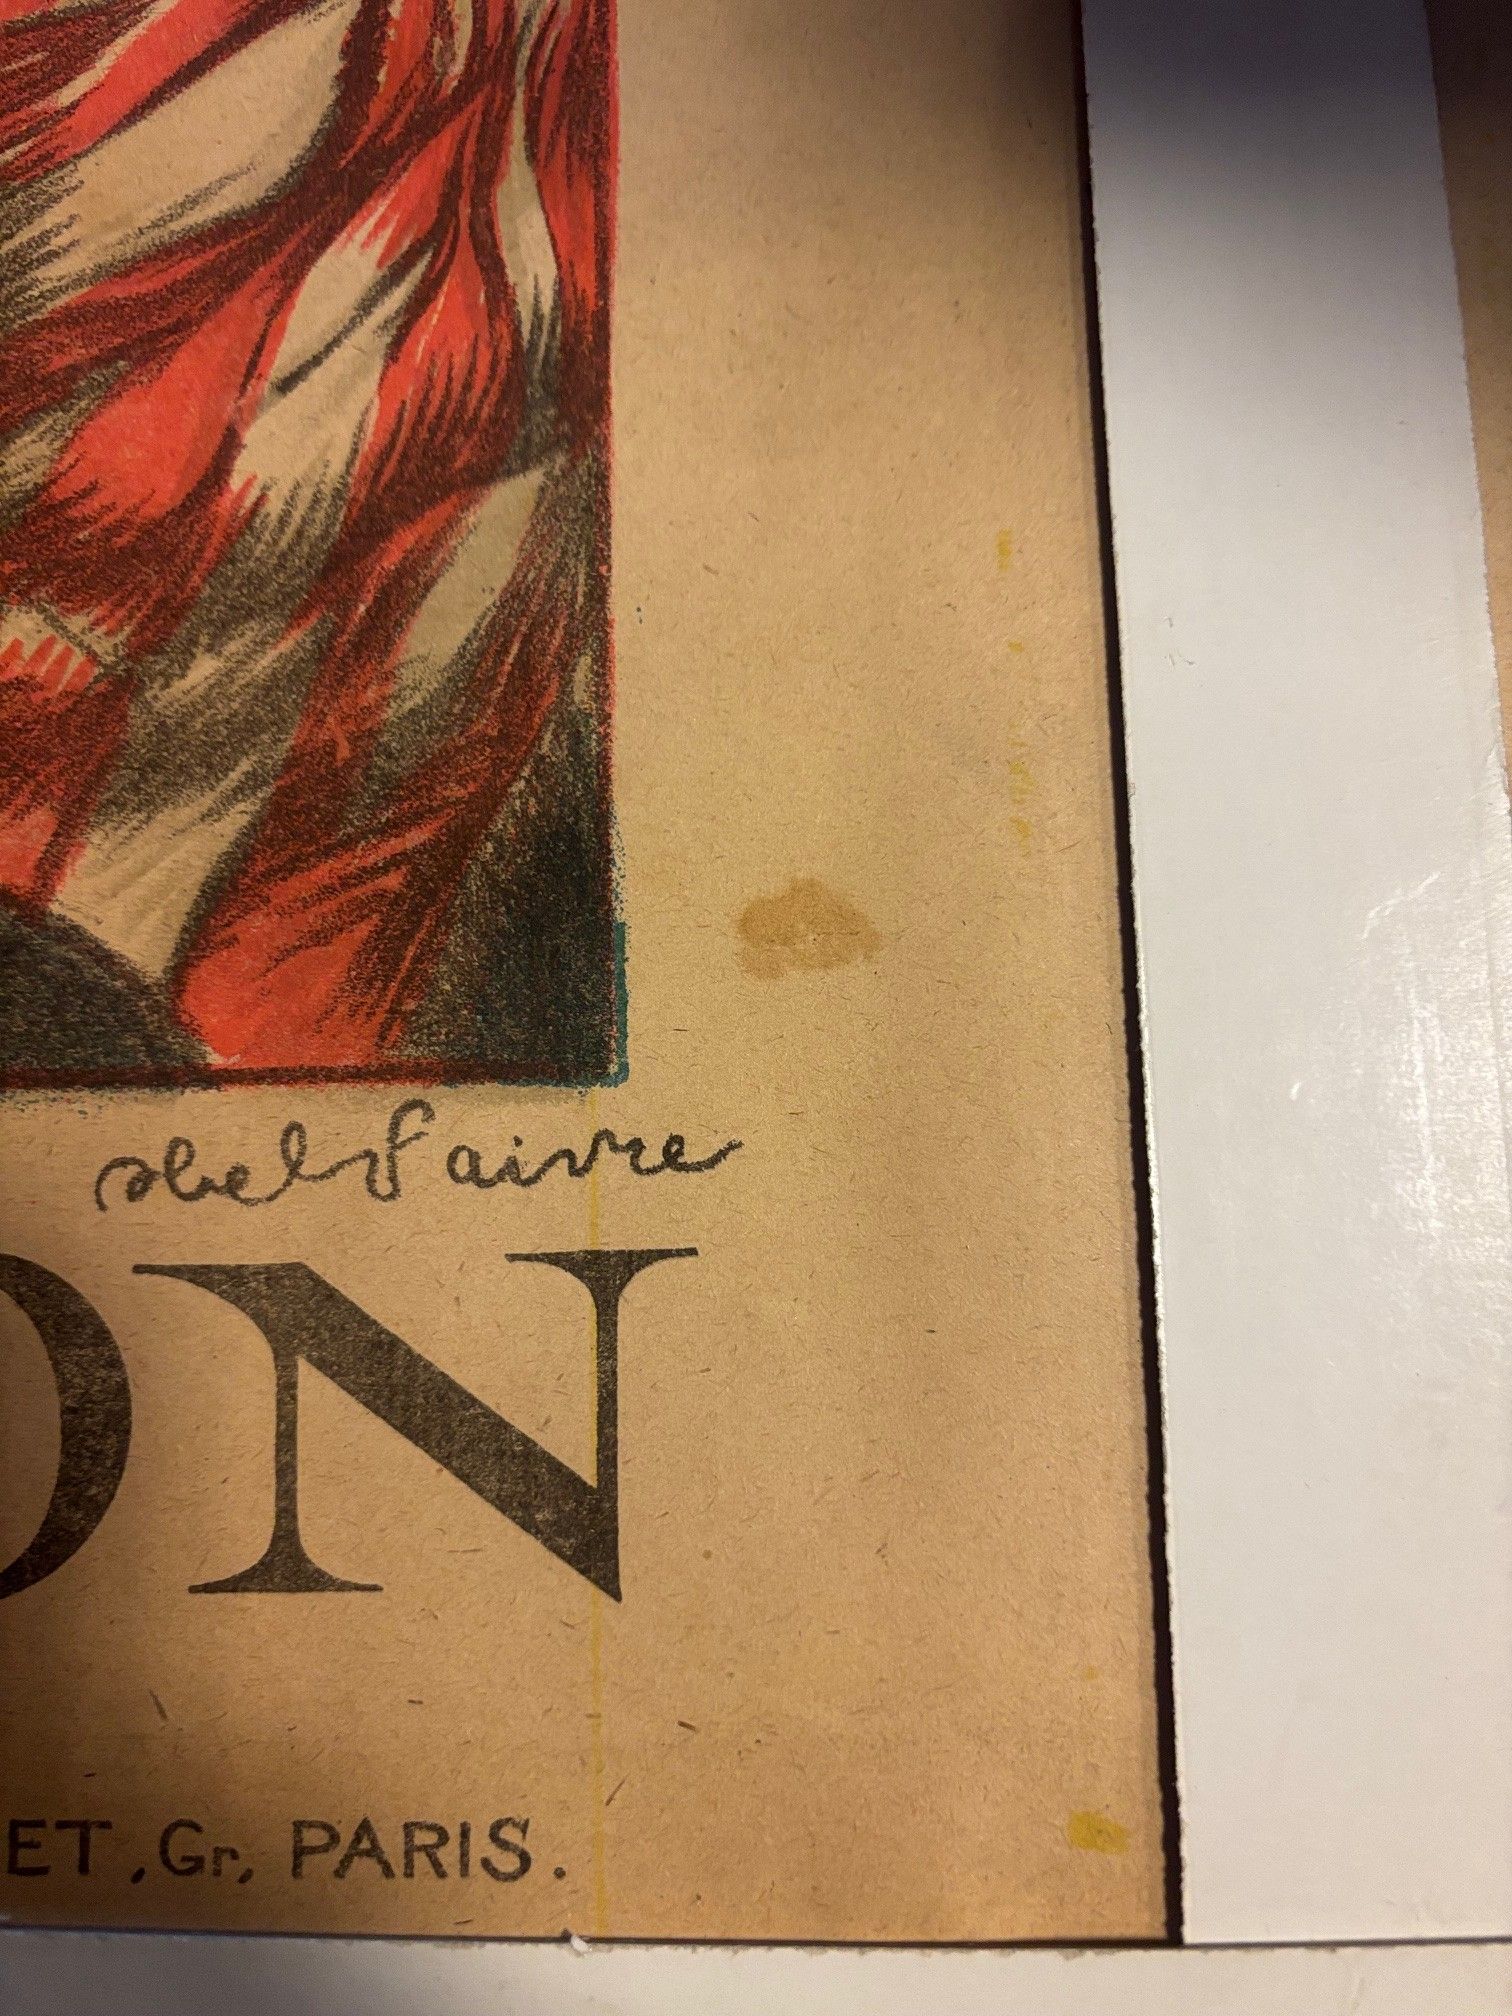 abel faivre
ON
ET, Gr, PARIS.